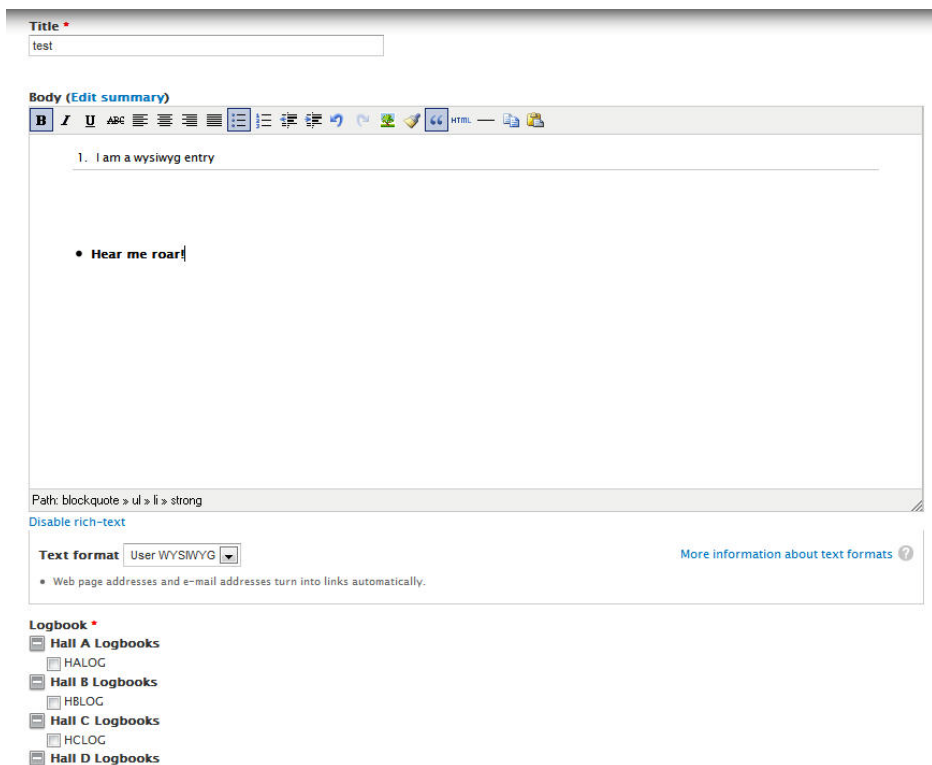 Title *
test
Body (Edit summary)
B I U ABC “ HTML
1. I am a wysiwyg entry
• Hear me roar!
Path: blockquote » ul » li » strong
Disable rich-text
Text format User WYSIWYG More information about text formats ?
• Web page addresses and e-mail addresses turn into links automatically.
Logbook *
Hall A Logbooks
HALOG
Hall B Logbooks
HBLOG
Hall C Logbooks
HCLOG
Hall D Logbooks